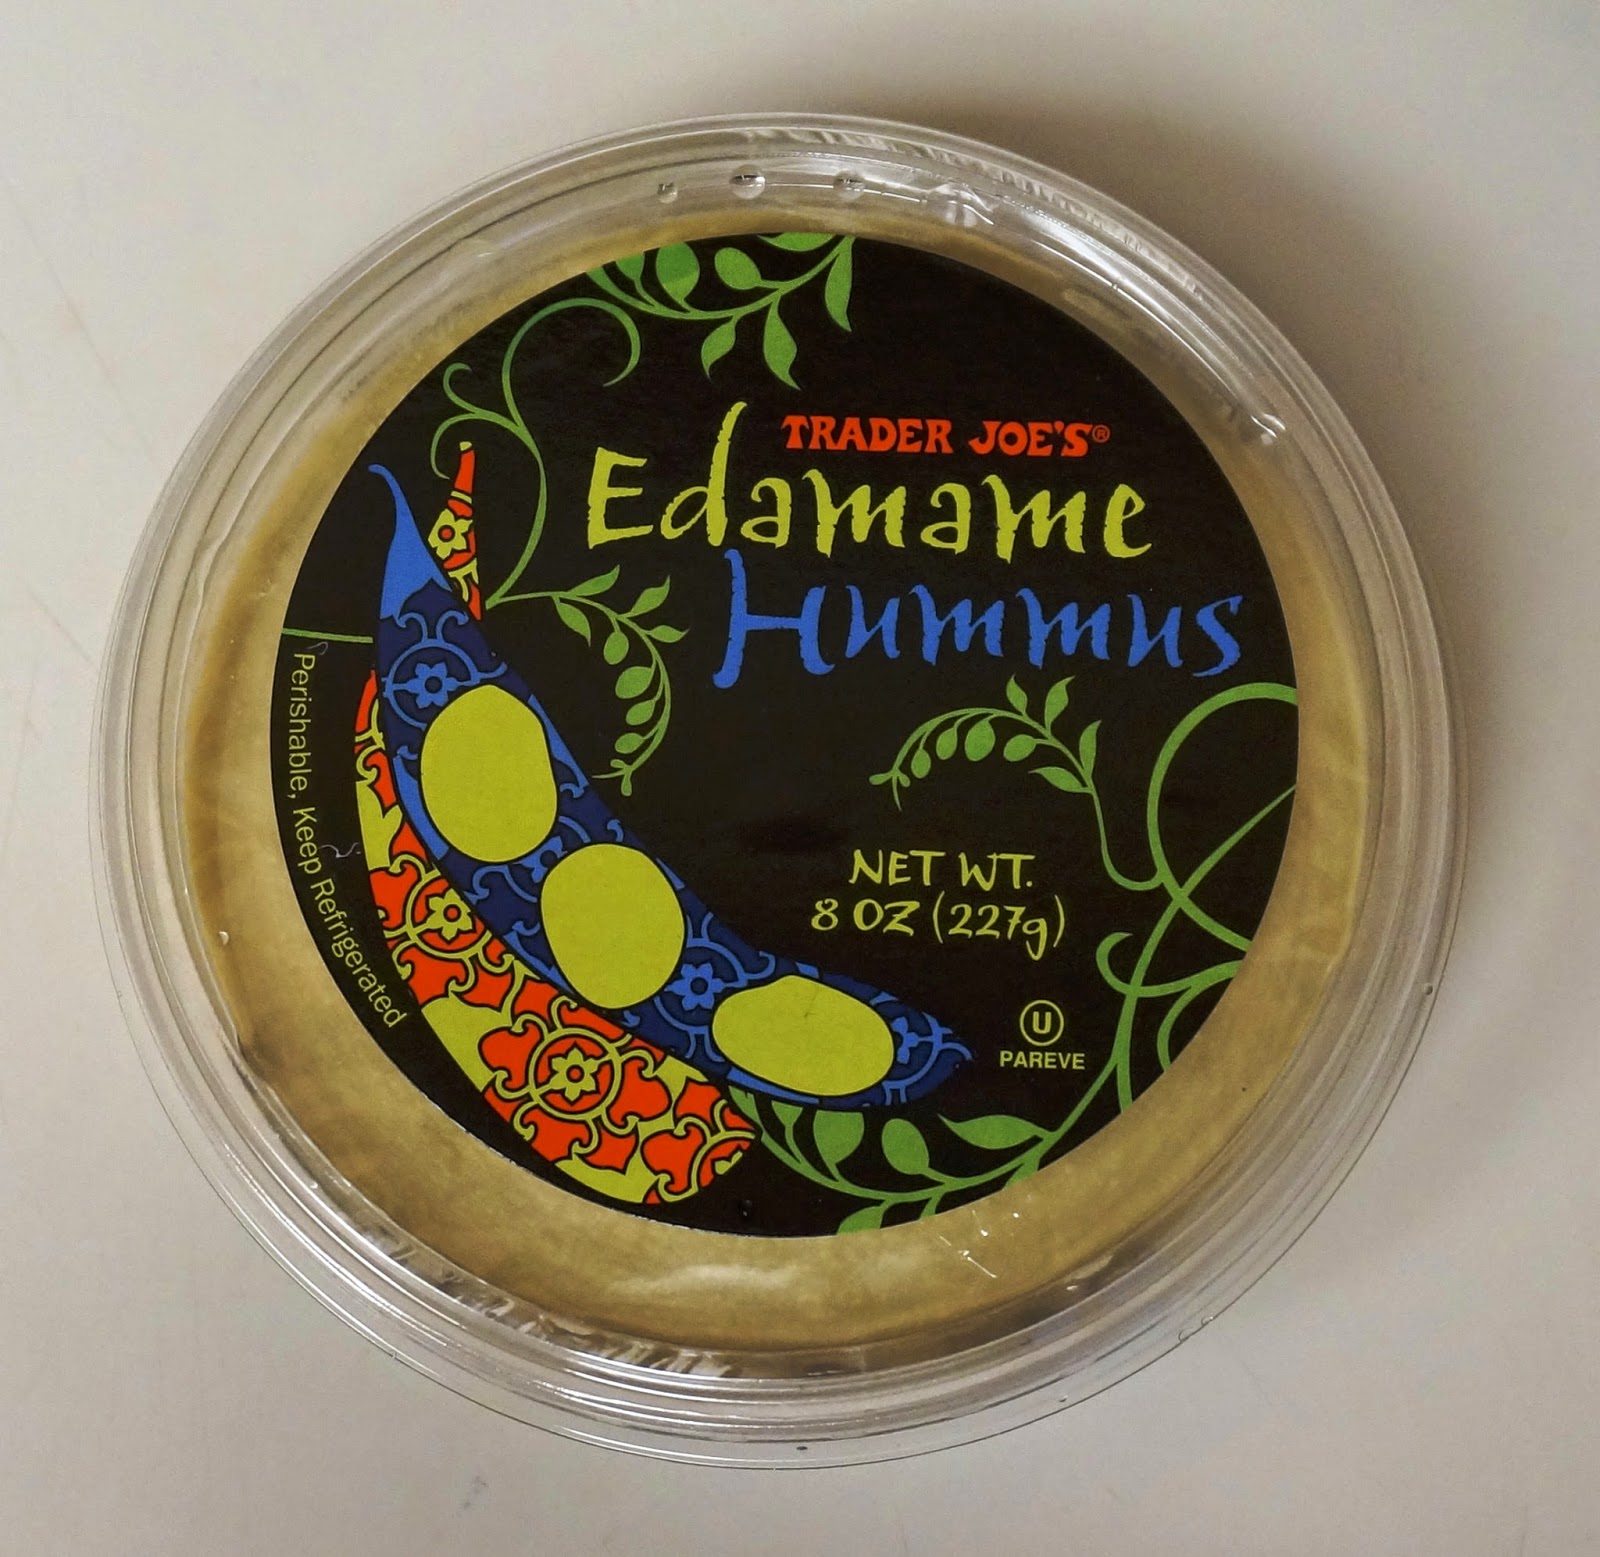 TRADER JOE'S®
Edamame
Hummus
NET WT.
8 OZ (227g)
U
PAREVE
Perishable, Keep Refrigerated